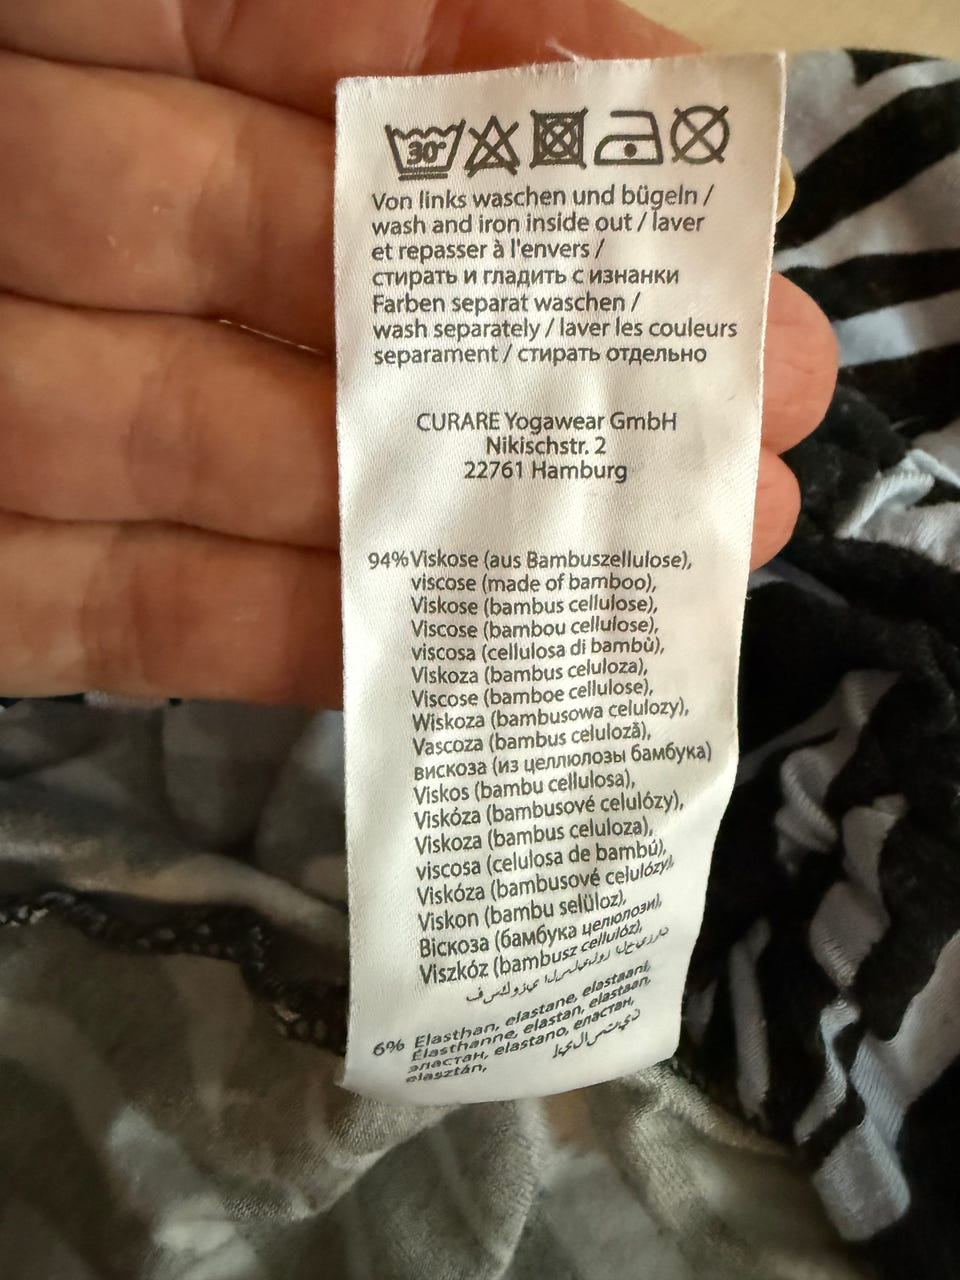 30°
Von links waschen und bügeln /
wash and iron inside out / laver
et repasser à l'envers /
стирать и гладить с изнанки
Farben separat waschen /
wash separately / laver les couleurs
separament / стирать отдельно
CURARE Yogawear GmbH
Nikischstr. 2
22761 Hamburg
94% Viskose (aus Bambuszellulose),
viscose (made of bamboo),
Viskose (bambus cellulose),
Viscose (bambou cellulose),
viscosa (cellulosa di bambù),
Viskoza (bambus celuloza),
Viscose (bamboe cellulose),
Wiskoza (bambusowa celulozy),
Vascoza (bambus celuloză),
вискоза (из целлюлозы бамбука)
Viskos (bambu cellulosa),
Viskóza (bambusové celulózy),
Viskoza (bambus celuloza),
viscosa (celulosa de bambú),
Viskóza (bambusové celulózy),
Viskon (bambu selüloz),
Віскоза (бамбука целюлози),
Viszkóz (bambusz cellulóz),
6% Elasthan, elastane, elastaani,
Élasthanne, elastan, elastaan,
эластан, elastano, еластан,
elasztán,